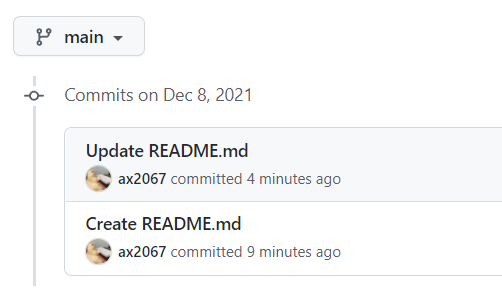 main
Commits on Dec 8, 2021
Update README.md
ax2067 committed 4 minutes ago
Create README.md
ax2067 committed 9 minutes ago